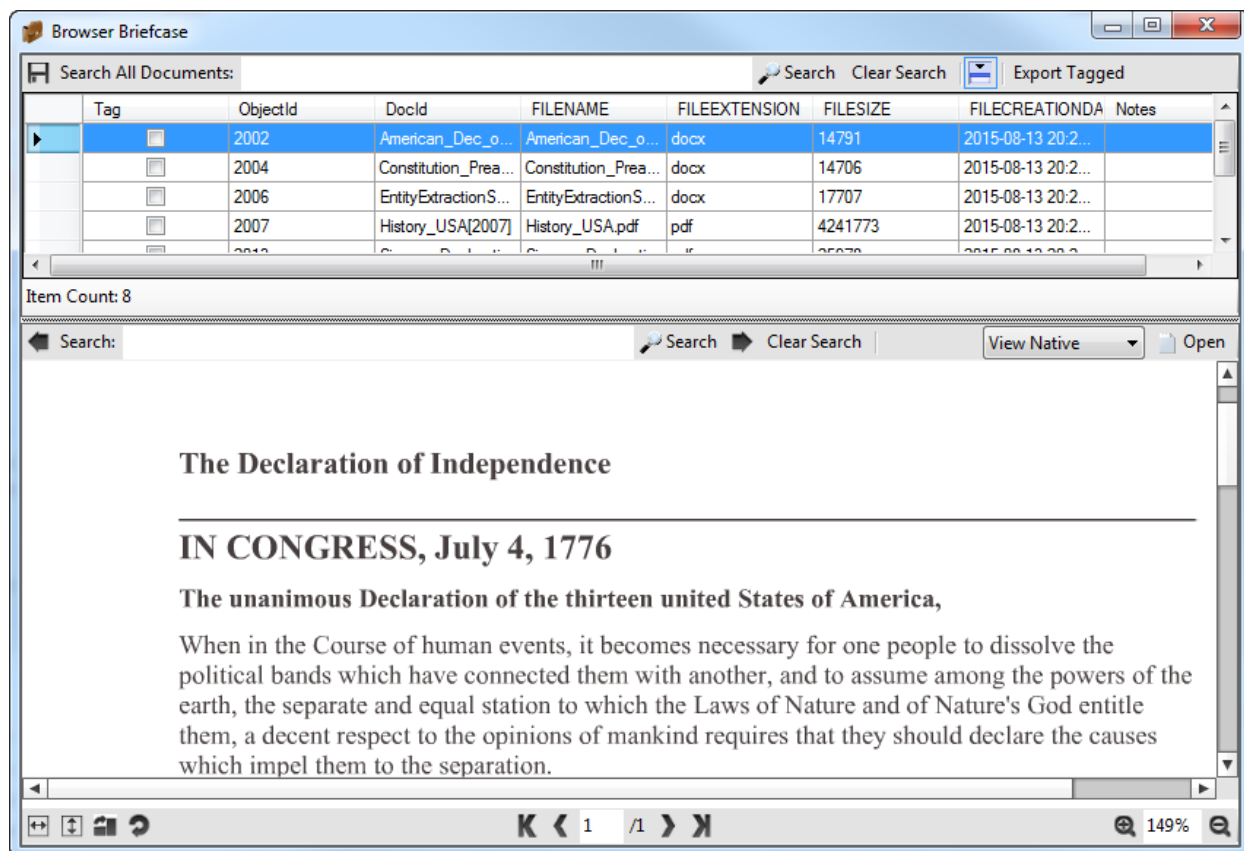 Browser Briefcase
Search All Documents: Search Clear Search Export Tagged
Tag ObjectId DocId FILENAME FILEEXTENSION FILESIZE FILECREATIONDA Notes
2002 American_Dec_o... American_Dec_o... docx 14791 2015-08-13 20:2...
2004 Constitution_Prea... Constitution_Prea... docx 14706 2015-08-13 20:2...
2006 EntityExtractionS... EntityExtractionS... docx 17707 2015-08-13 20:2...
2007 History_USA[2007] History_USA.pdf pdf 4241773 2015-08-13 20:2...
Item Count: 8
Search: Search Clear Search View Native Open
The Declaration of Independence
IN CONGRESS, July 4, 1776
The unanimous Declaration of the thirteen united States of America,
When in the Course of human events, it becomes necessary for one people to dissolve the
political bands which have connected them with another, and to assume among the powers of the
earth, the separate and equal station to which the Laws of Nature and of Nature's God entitle
them, a decent respect to the opinions of mankind requires that they should declare the causes
which impel them to the separation.
1 /1 149%